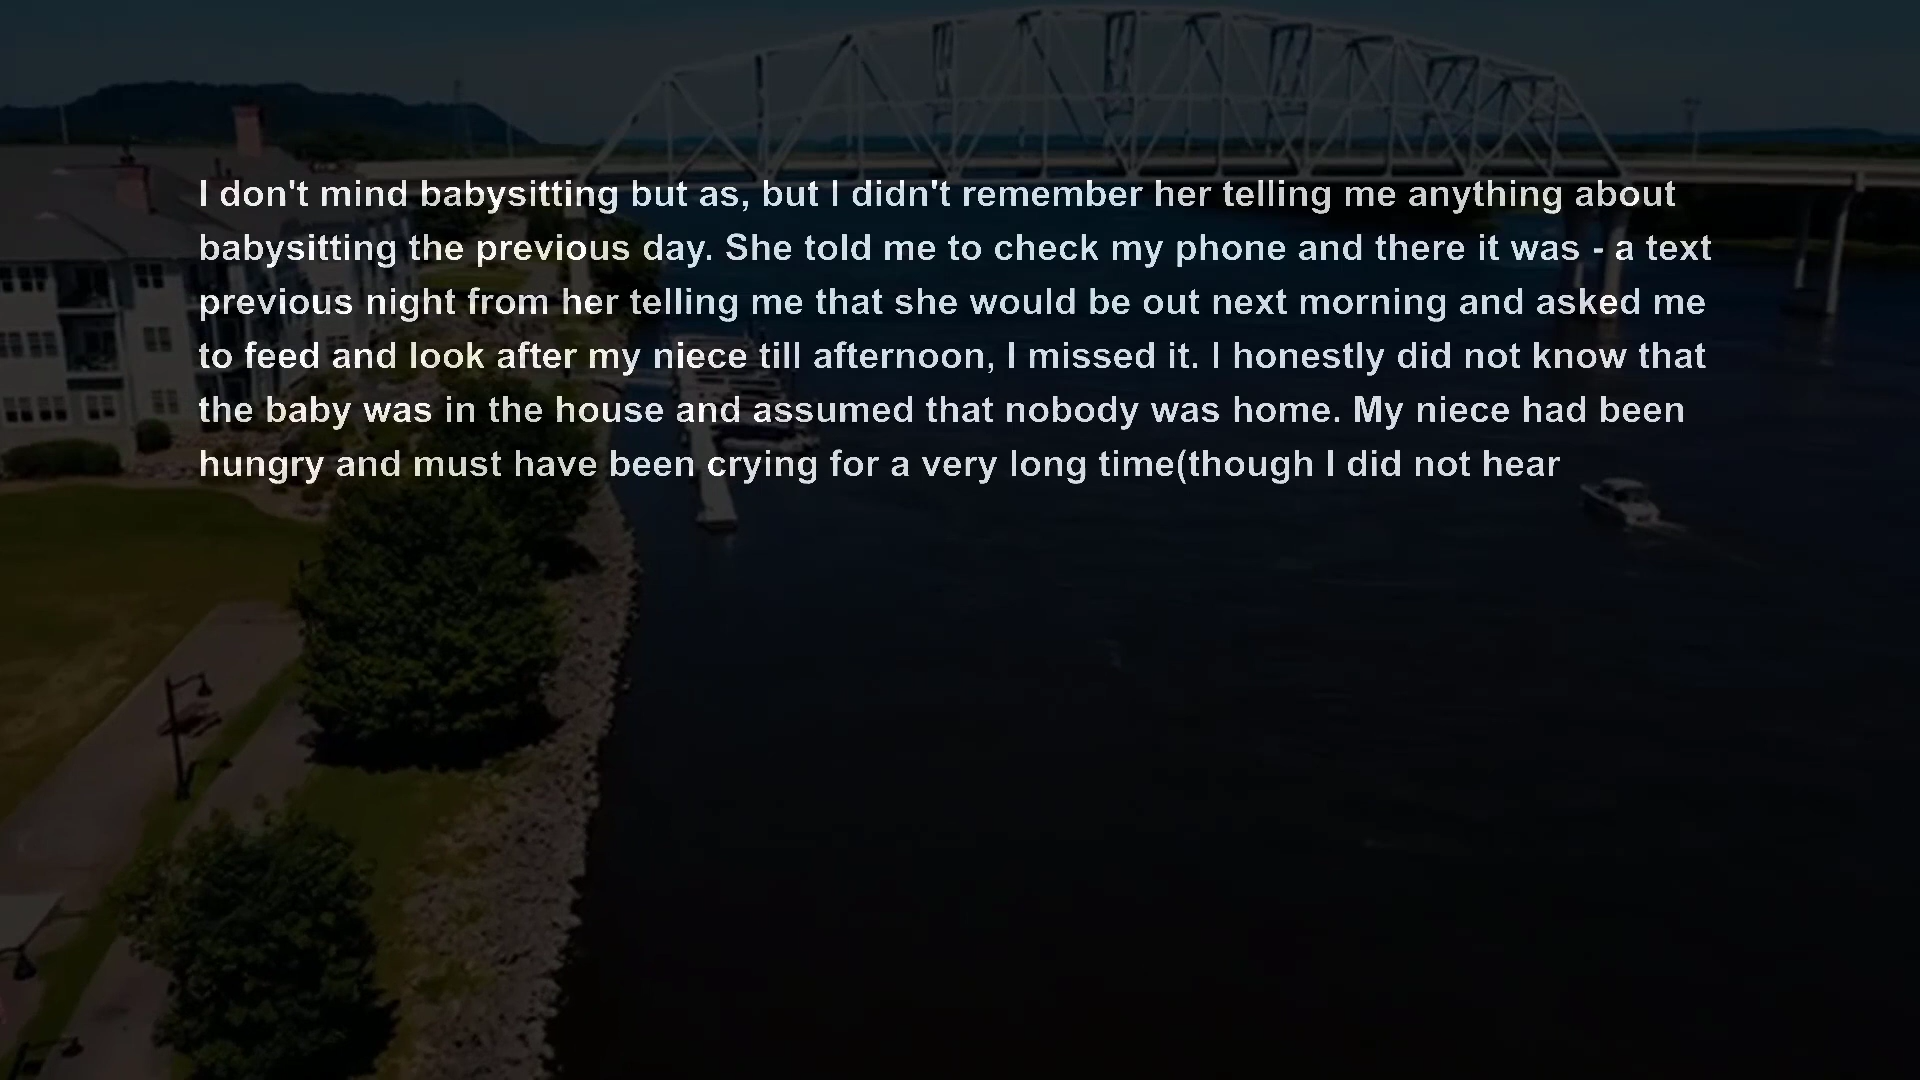 I don't mind babysitting but as, but I didn't remember her telling me anything about
babysitting the previous day. She told me to check my phone and there it was - a text
previous night from her telling me that she would be out next morning and asked me
to feed and look after my niece till afternoon, I missed it. I honestly did not know that
the baby was in the house and assumed that nobody was home. My niece had been
hungry and must have been crying for a very long time(though I did not hear